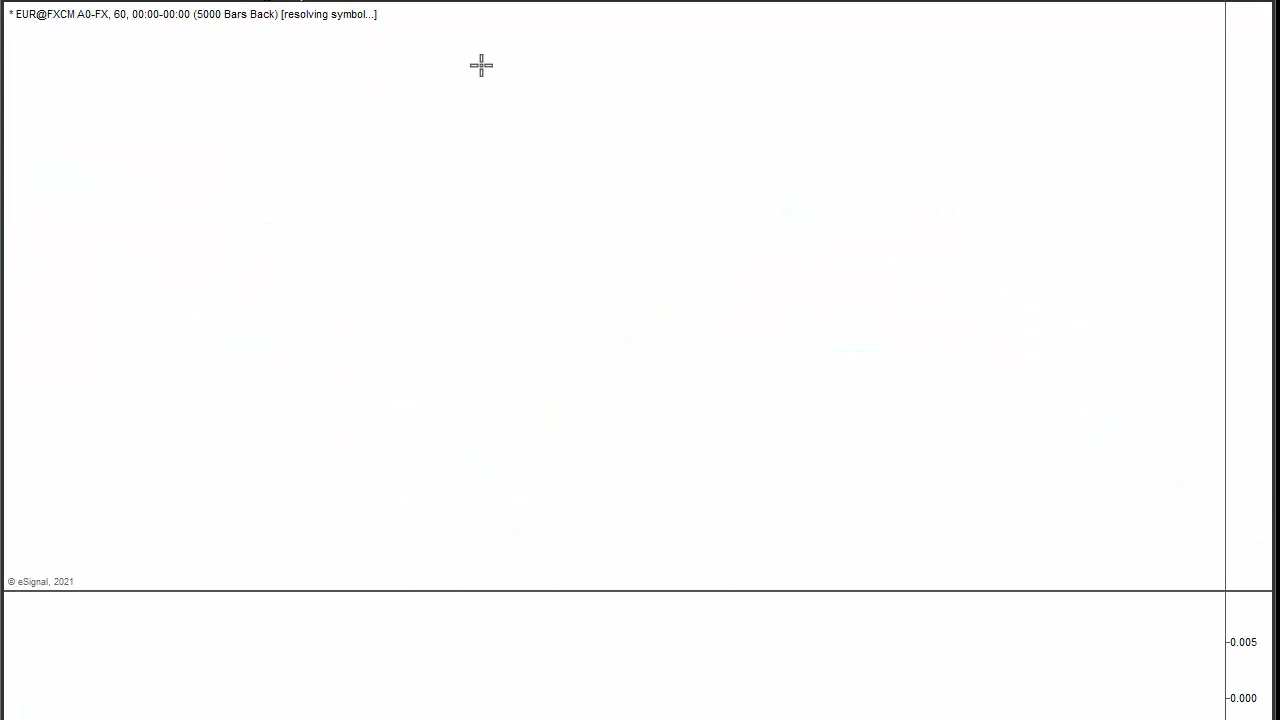 * EUR@FXCM A0-FX, 60, 00:00-00:00 (5000 Bars Back) [resolving symbol...]
© eSignal, 2021
0.005
0.000